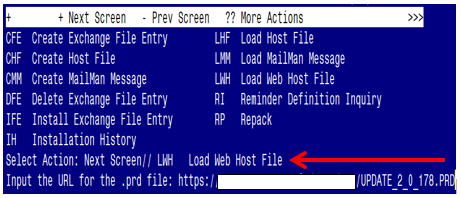 + + Next Screen - Prev Screen ?? More Actions >>>
CFE Create Exchange File Entry LHF Load Host File
CHF Create Host File LMM Load MailMan Message
CMM Create MailMan Message LWH Load Web Host File
DFE Delete Exchange File Entry RI Reminder Definition Inquiry
IFE Install Exchange File Entry RP Repack
IH Installation History
Select Action: Next Screen// LWH Load Web Host File
Input the URL for the .prd file: https:/ /UPDATE_2_0_178.PRD